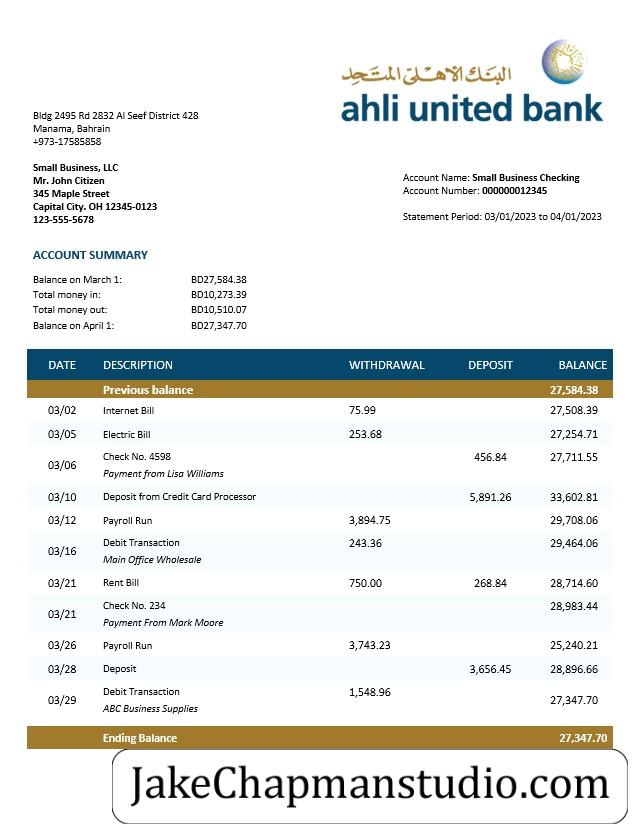 البنك الأهلي المتحد
ahli united bank
Bldg 2495 Rd 2832 Al Seef District 428
Manama, Bahrain
+973-17585858
Small Business, LLC
Mr. John Citizen
345 Maple Street
Capital City. OH 12345-0123
123-555-5678
Account Name: Small Business Checking
Account Number: 000000012345
Statement Period: 03/01/2023 to 04/01/2023
ACCOUNT SUMMARY
Balance on March 1: BD27,584.38
Total money in: BD10,273.39
Total money out: BD10,510.07
Balance on April 1: BD27,347.70
DATE DESCRIPTION WITHDRAWAL DEPOSIT BALANCE
Previous balance 27,584.38
03/02 Internet Bill 75.99 27,508.39
03/05 Electric Bill 253.68 27,254.71
03/06 Check No. 4598 456.84 27,711.55
Payment from Lisa Williams
03/10 Deposit from Credit Card Processor 5,891.26 33,602.81
03/12 Payroll Run 3,894.75 29,708.06
03/16 Debit Transaction 243.36 29,464.06
Main Office Wholesale
03/21 Rent Bill 750.00 268.84 28,714.60
03/21 Check No. 234 28,983.44
Payment From Mark Moore
03/26 Payroll Run 3,743.23 25,240.21
03/28 Deposit 3,656.45 28,896.66
03/29 Debit Transaction 1,548.96 27,347.70
ABC Business Supplies
Ending Balance 27,347.70
JakeChapmanstudio.com